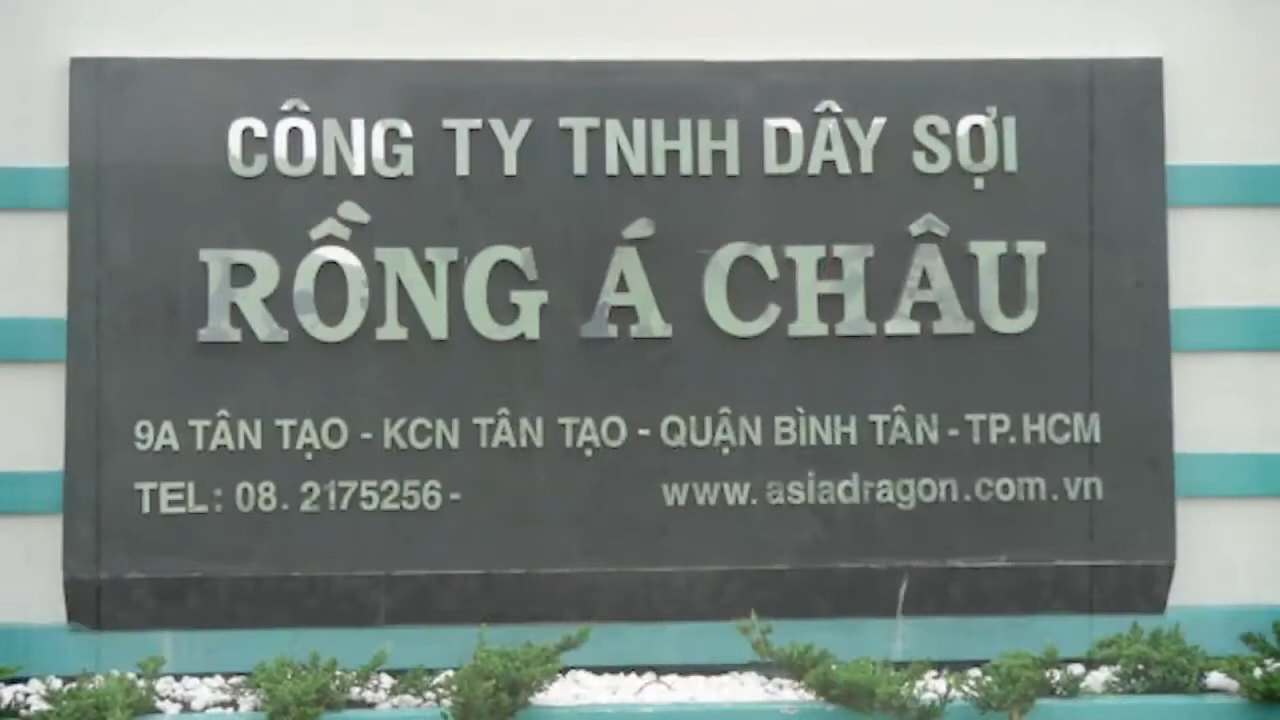 CÔNG TY TNHH DÂY SỢI
RỒNG Á CHÂU
9A TÂN TẠO - KCN TÂN TẠO - QUẬN BÌNH TÂN - TP.HCM
TEL: 08. 2175256 - www.asiadragon.com.vn